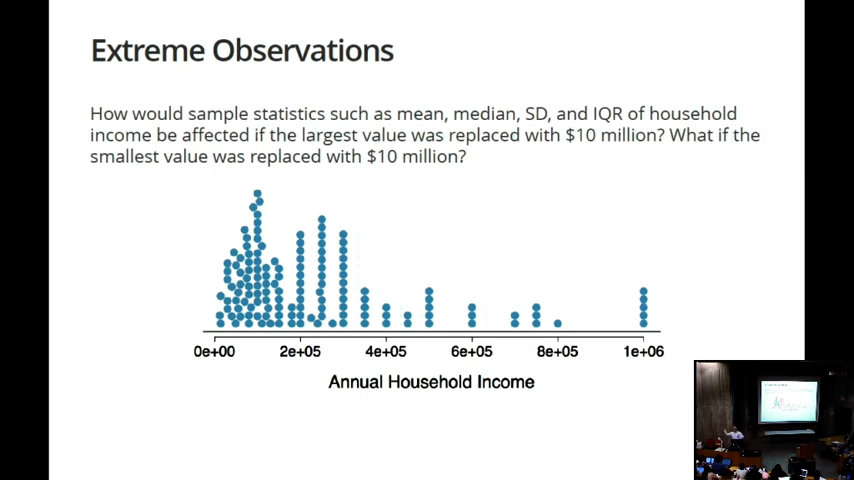 Extreme Observations
How would sample statistics such as mean, median, SD, and IQR of household
income be affected if the largest value was replaced with $10 million? What if the
smallest value was replaced with $10 million?
0e+00 2e+05 4e+05 6e+05 8e+05 1e+06
Annual Household Income